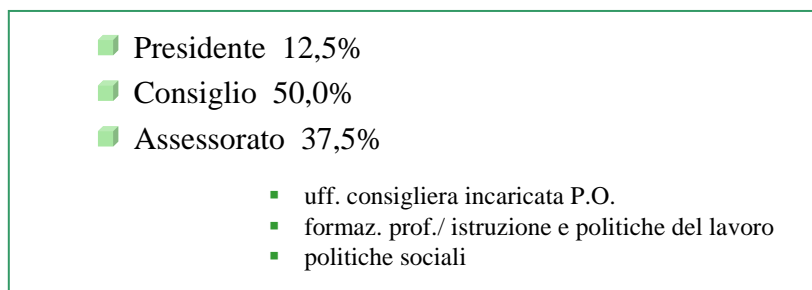 Presidente 12,5%
Consiglio 50,0%
Assessorato 37,5%
uff. consigliera incaricata P.O.
formaz. prof./ istruzione e politiche del lavoro
politiche sociali